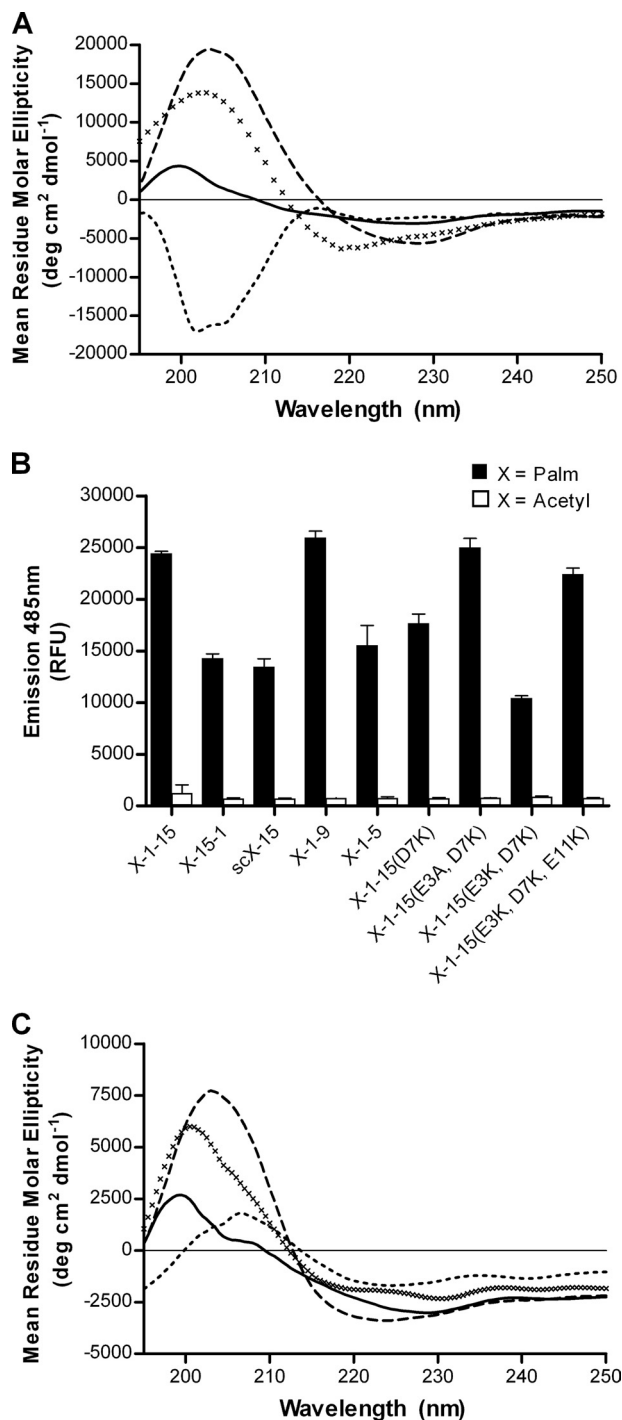 A
Mean Residue Molar Ellipticity
(deg cm² dmol⁻¹)
20000
15000
10000
5000
0
-5000
-10000
-15000
-20000
200
210
220
230
240
250
Wavelength (nm)
B
X = Palm
X = Acetyl
Emission 485nm
(RFU)
30000
25000
20000
15000
10000
5000
0
X-1-15
X-15-1
scX-15
X-1-9
X-1-5
X-1-15(D7K)
X-1-15(E3A, D7K)
X-1-15(E3K, D7K)
X-1-15(E3K, D7K, E11K)
C
Mean Residue Molar Ellipticity
(deg cm² dmol⁻¹)
10000
7500
5000
2500
0
-2500
-5000
200
210
220
230
240
250
Wavelength (nm)